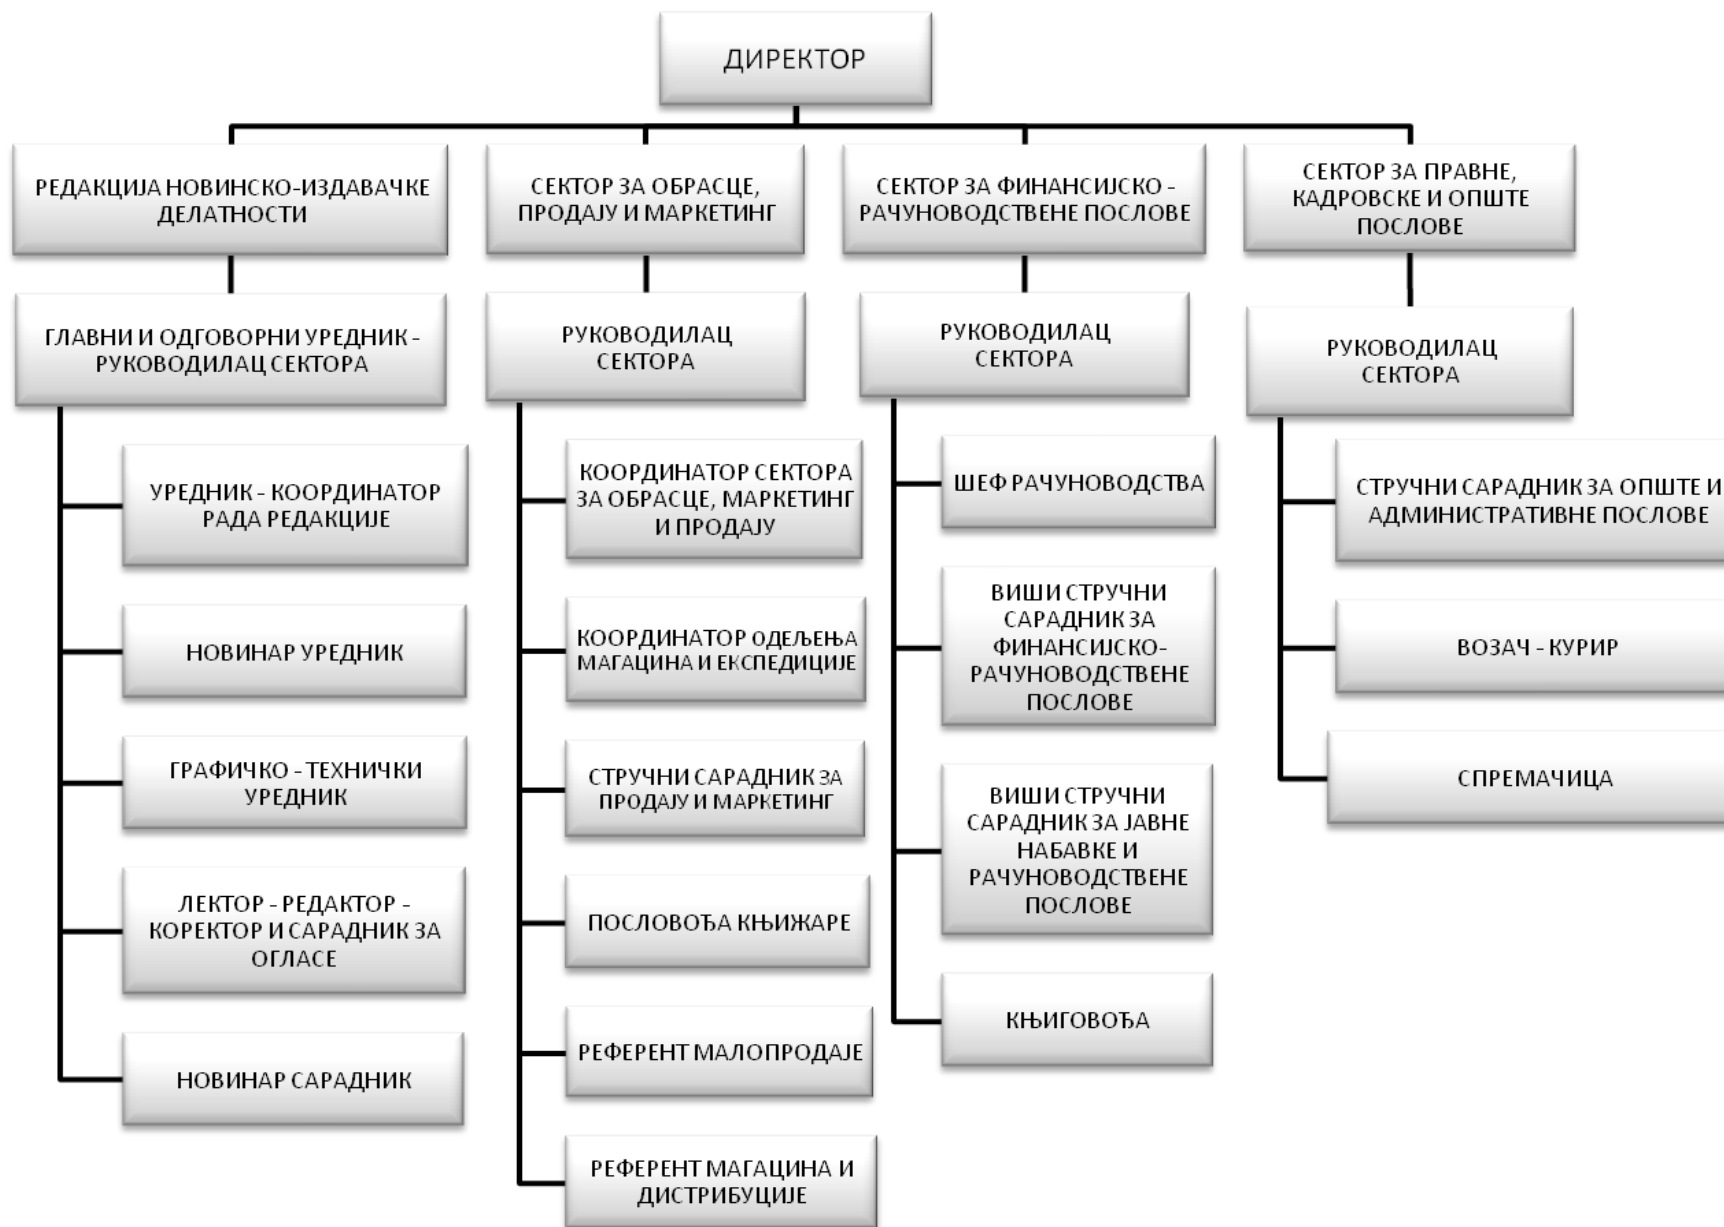 ДИРЕКТОР
РЕДАКЦИЈА НОВИНСКО-ИЗДАВАЧКЕ
ДЕЛАТНОСТИ
СЕКТОР ЗА ОБРАСЦЕ,
ПРОДАЈУ И МАРКЕТИНГ
СЕКТОР ЗА ФИНАНСИЈСКО -
РАЧУНОВОДСТВЕНЕ ПОСЛОВЕ
СЕКТОР ЗА ПРАВНЕ,
КАДРОВСКЕ И ОПШТЕ
ПОСЛОВЕ
ГЛАВНИ И ОДГОВОРНИ УРЕДНИК -
РУКОВОДИЛАЦ СЕКТОРА
УРЕДНИК - КООРДИНАТОР
РАДА РЕДАКЦИЈЕ
НОВИНАР УРЕДНИК
ГРАФИЧКО - ТЕХНИЧКИ
УРЕДНИК
ЛЕКТОР - РЕДАКТОР -
КОРЕКТОР И САРАДНИК ЗА
ОГЛАСЕ
НОВИНАР САРАДНИК
РУКОВОДИЛАЦ
СЕКТОРА
КООРДИНАТОР СЕКТОРА
ЗА ОБРАСЦЕ, МАРКЕТИНГ
И ПРОДАЈУ
КООРДИНАТОР ОДЕЉЕЊА
МАГАЦИНА И ЕКСПЕДИЦИЈЕ
СТРУЧНИ САРАДНИК ЗА
ПРОДАЈУ И МАРКЕТИНГ
ПОСЛОВОЂА КЊИЖАРЕ
РЕФЕРЕНТ МАЛОПРОДАЈЕ
РЕФЕРЕНТ МАГАЦИНА И
ДИСТРИБУЦИЈЕ
РУКОВОДИЛАЦ
СЕКТОРА
ШЕФ РАЧУНОВОДСТВА
ВИШИ СТРУЧНИ
САРАДНИК ЗА
ФИНАНСИЈСКО-
РАЧУНОВОДСТВЕНЕ
ПОСЛОВЕ
ВИШИ СТРУЧНИ
САРАДНИК ЗА ЈАВНЕ
НАБАВКЕ И
РАЧУНОВОДСТВЕНЕ
ПОСЛОВЕ
КЊИГОВОЂА
РУКОВОДИЛАЦ
СЕКТОРА
СТРУЧНИ САРАДНИК ЗА ОПШТЕ И
АДМИНИСТРАТИВНЕ ПОСЛОВЕ
ВОЗАЧ - КУРИР
СПРЕМАЧИЦА